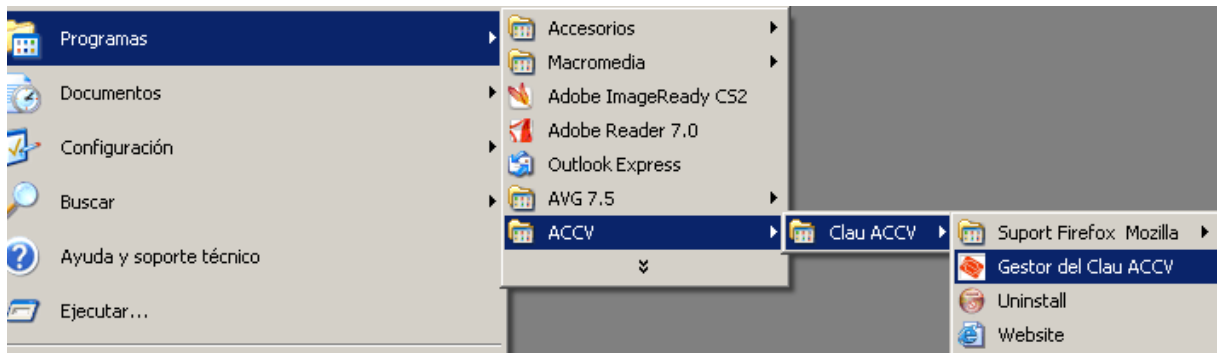 Programas
Documentos
Configuración
Buscar
Ayuda y soporte técnico
Ejecutar...
Accesorios
Macromedia
Adobe ImageReady CS2
Adobe Reader 7.0
Outlook Express
AVG 7.5
ACCV
Clau ACCV
Suport Firefox Mozilla
Gestor del Clau ACCV
Uninstall
Website